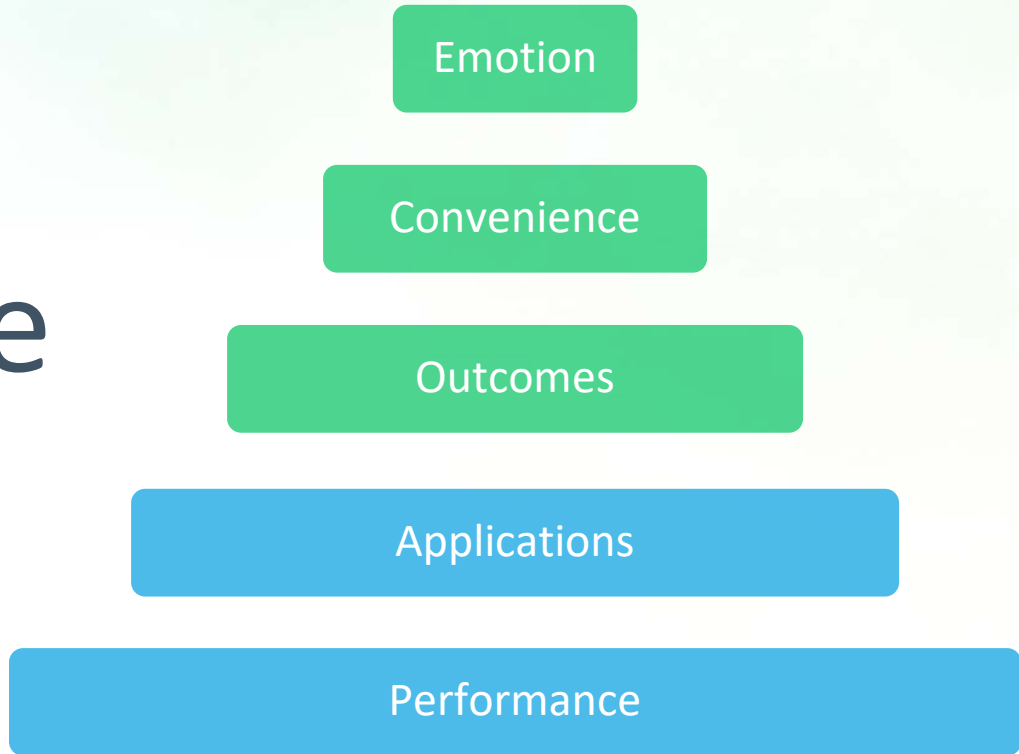 Emotion
Convenience
e
Outcomes
Applications
Performance